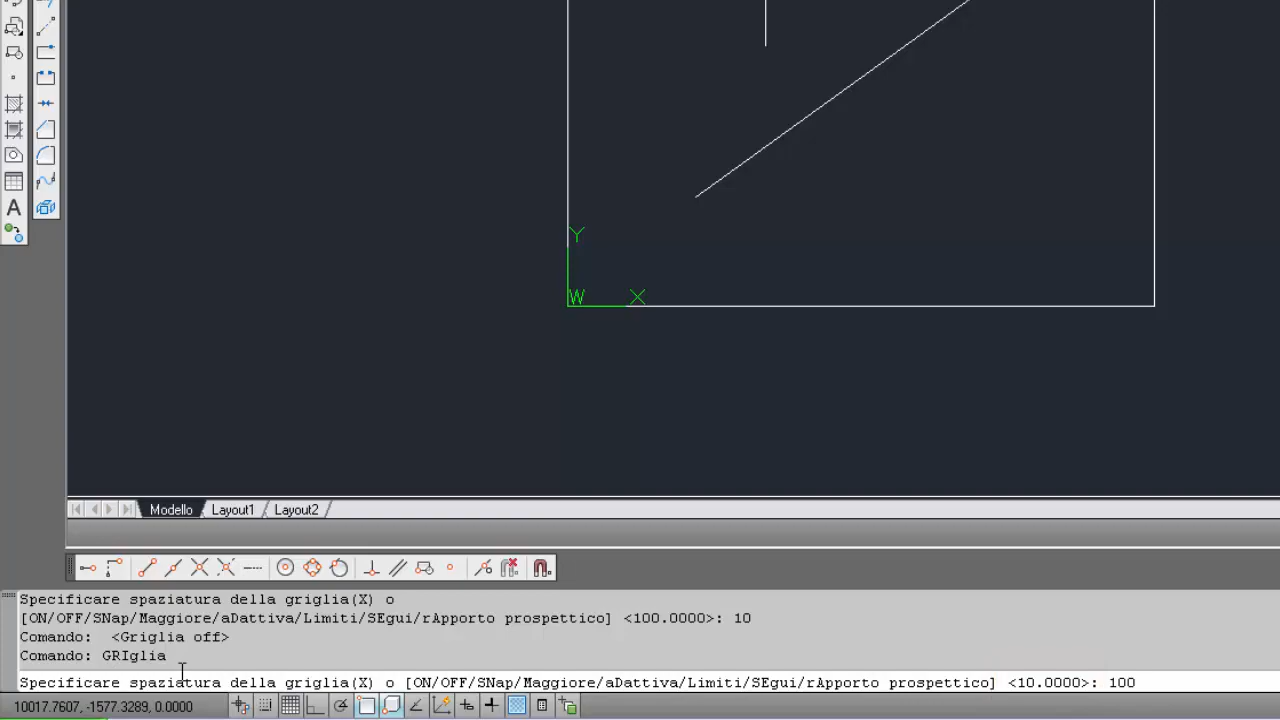 A
Y
W X
Modello Layout1 Layout2
Specificare spaziatura della griglia(X) o
[ON/OFF/SNap/Maggiore/aDattiva/Limiti/SEgui/rApporto prospettico] <100.0000>: 10
Comando:  <Griglia off>
Comando: GRIglia
Specificare spaziatura della griglia(X) o [ON/OFF/SNap/Maggiore/aDattiva/Limiti/SEgui/rApporto prospettico] <10.0000>: 100
10017.7607, -1577.3289, 0.0000